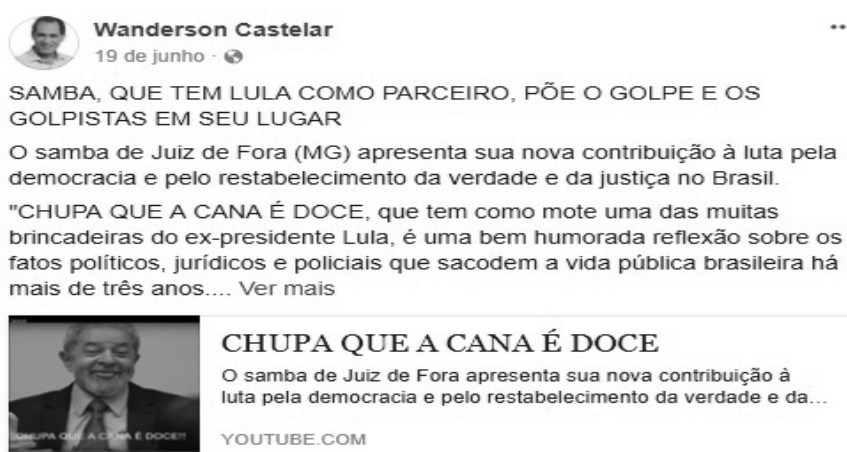 Wanderson Castelar
19 de junho ·
SAMBA, QUE TEM LULA COMO PARCEIRO, PÕE O GOLPE E OS
GOLPISTAS EM SEU LUGAR
O samba de Juiz de Fora (MG) apresenta sua nova contribuição à luta pela
democracia e pelo restabelecimento da verdade e da justiça no Brasil.
"CHUPA QUE A CANA É DOCE, que tem como mote uma das muitas
brincadeiras do ex-presidente Lula, é uma bem humorada reflexão sobre os
fatos políticos, jurídicos e policiais que sacodem a vida pública brasileira há
mais de três anos.... Ver mais
CHUPA QUE A CANA É DOCE!!
CHUPA QUE A CANA É DOCE
O samba de Juiz de Fora apresenta sua nova contribuição à
luta pela democracia e pelo restabelecimento da verdade e da...
YOUTUBE.COM